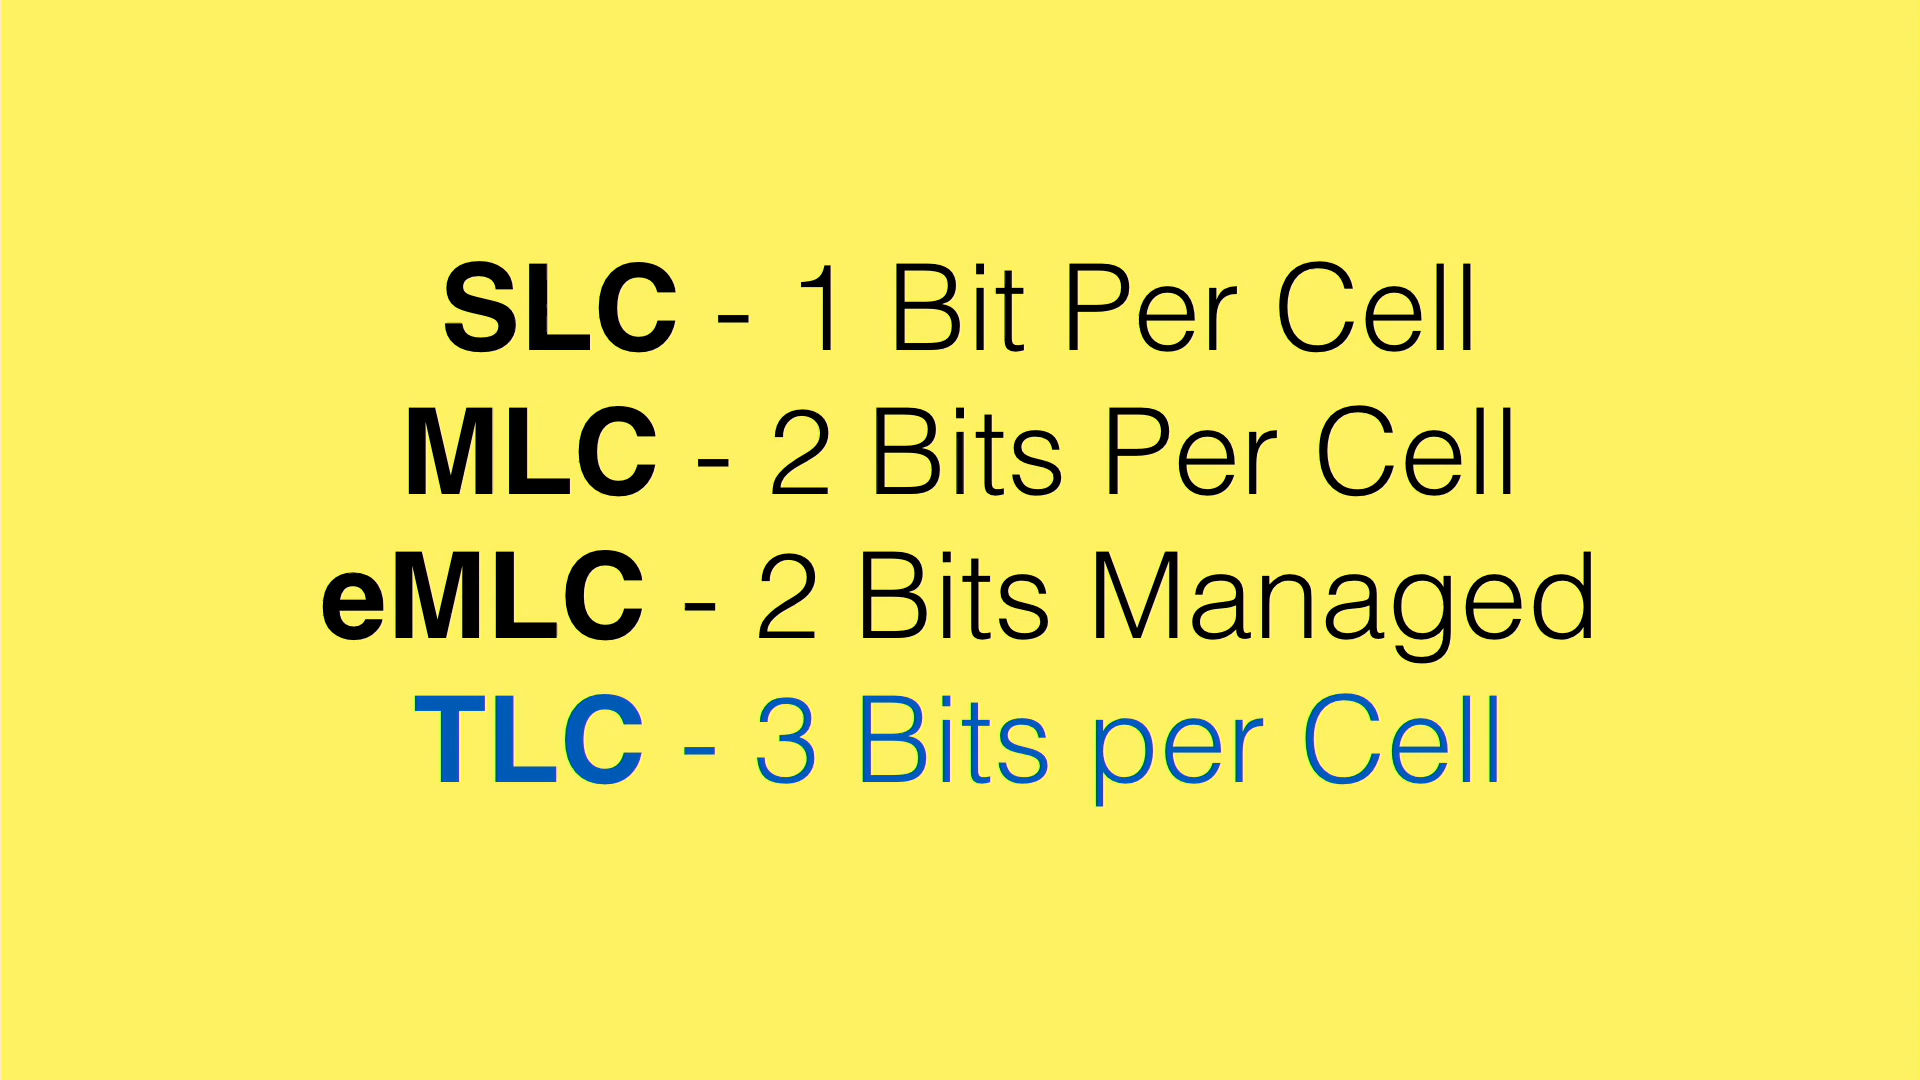 SLC - 1 Bit Per Cell
MLC - 2 Bits Per Cell
eMLC - 2 Bits Managed
TLC - 3 Bits per Cell